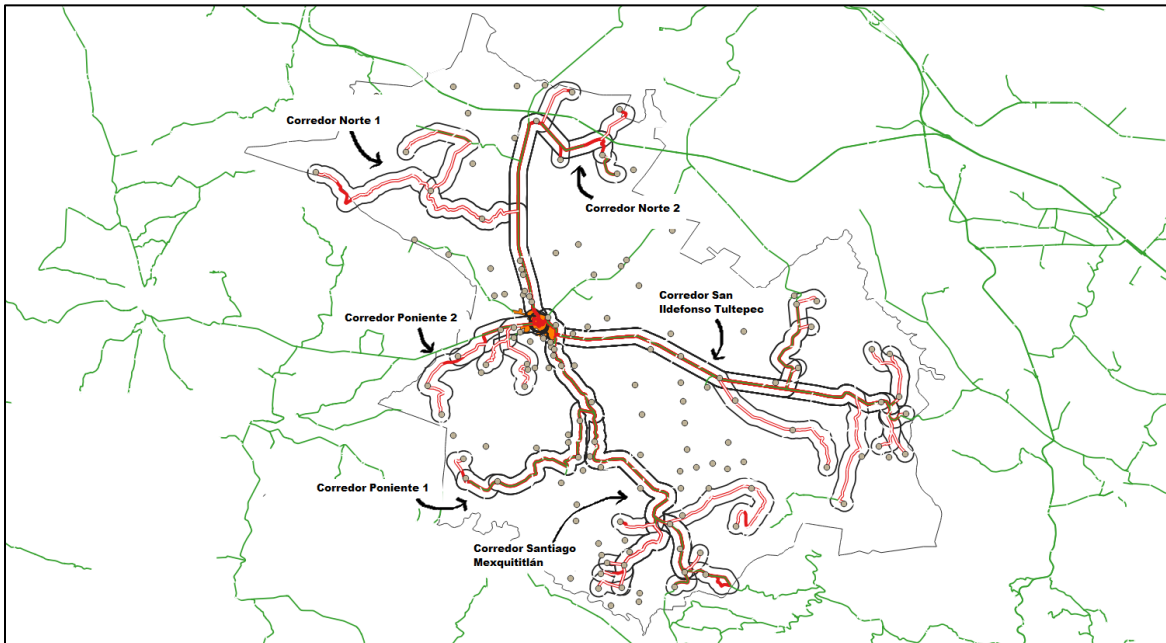 Corredor Norte 1
Corredor Norte 2
Corredor San
Ildefonso Tultepec
Corredor Poniente 2
Corredor Poniente 1
Corredor Santiago
Mexquititlán